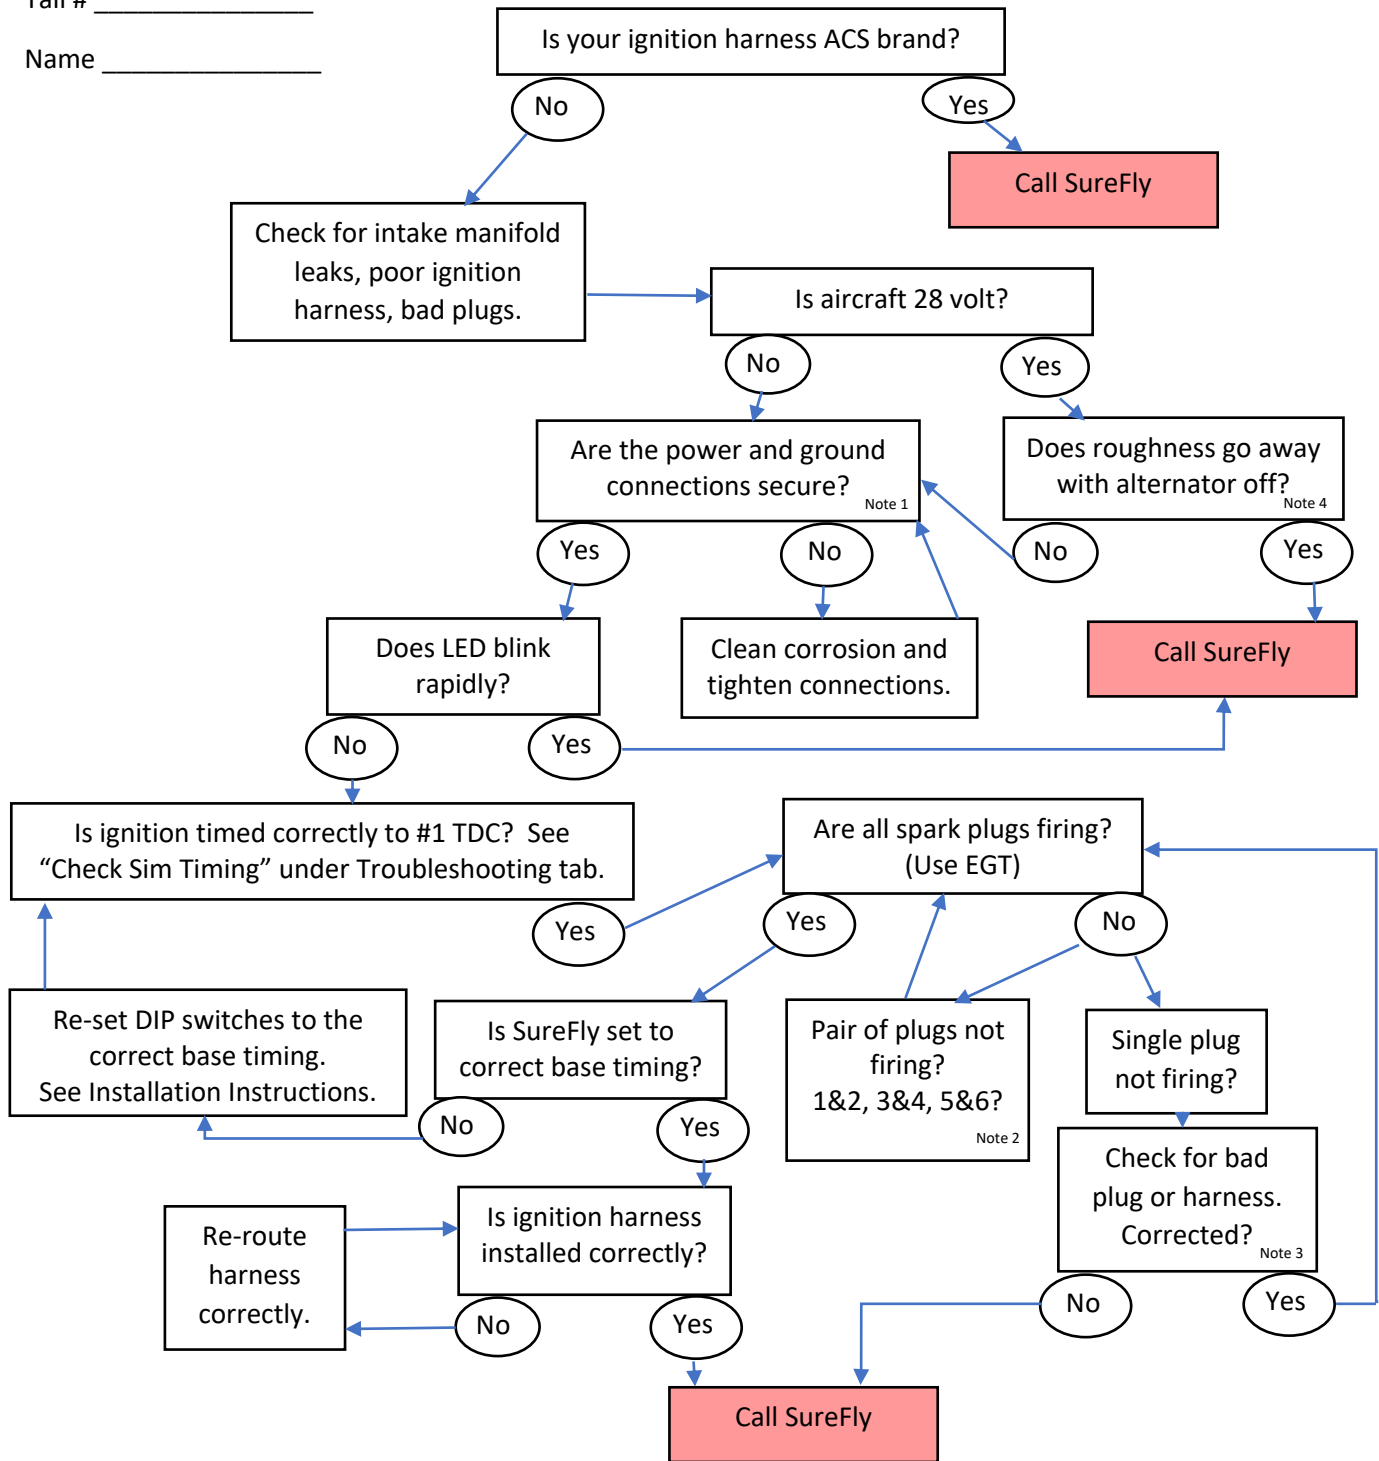 Tail # _______________
Name _______________
Is your ignition harness ACS brand?
No
Yes
Call SureFly
Check for intake manifold
leaks, poor ignition
harness, bad plugs.
Is aircraft 28 volt?
No
Yes
Are the power and ground
connections secure?
Note 1
Does roughness go away
with alternator off?
Note 4
Yes
No
No
Yes
Does LED blink
rapidly?
Clean corrosion and
tighten connections.
Call SureFly
No
Yes
Is ignition timed correctly to #1 TDC?  See
“Check Sim Timing” under Troubleshooting tab.
Yes
Are all spark plugs firing?
(Use EGT)
Yes
No
Re-set DIP switches to the
correct base timing.
See Installation Instructions.
Is SureFly set to
correct base timing?
No
Yes
Pair of plugs not
firing?
1&2, 3&4, 5&6?
Note 2
Single plug
not firing?
Check for bad
plug or harness.
Corrected?
Note 3
No
Yes
Re-route
harness
correctly.
Is ignition harness
installed correctly?
No
Yes
Call SureFly